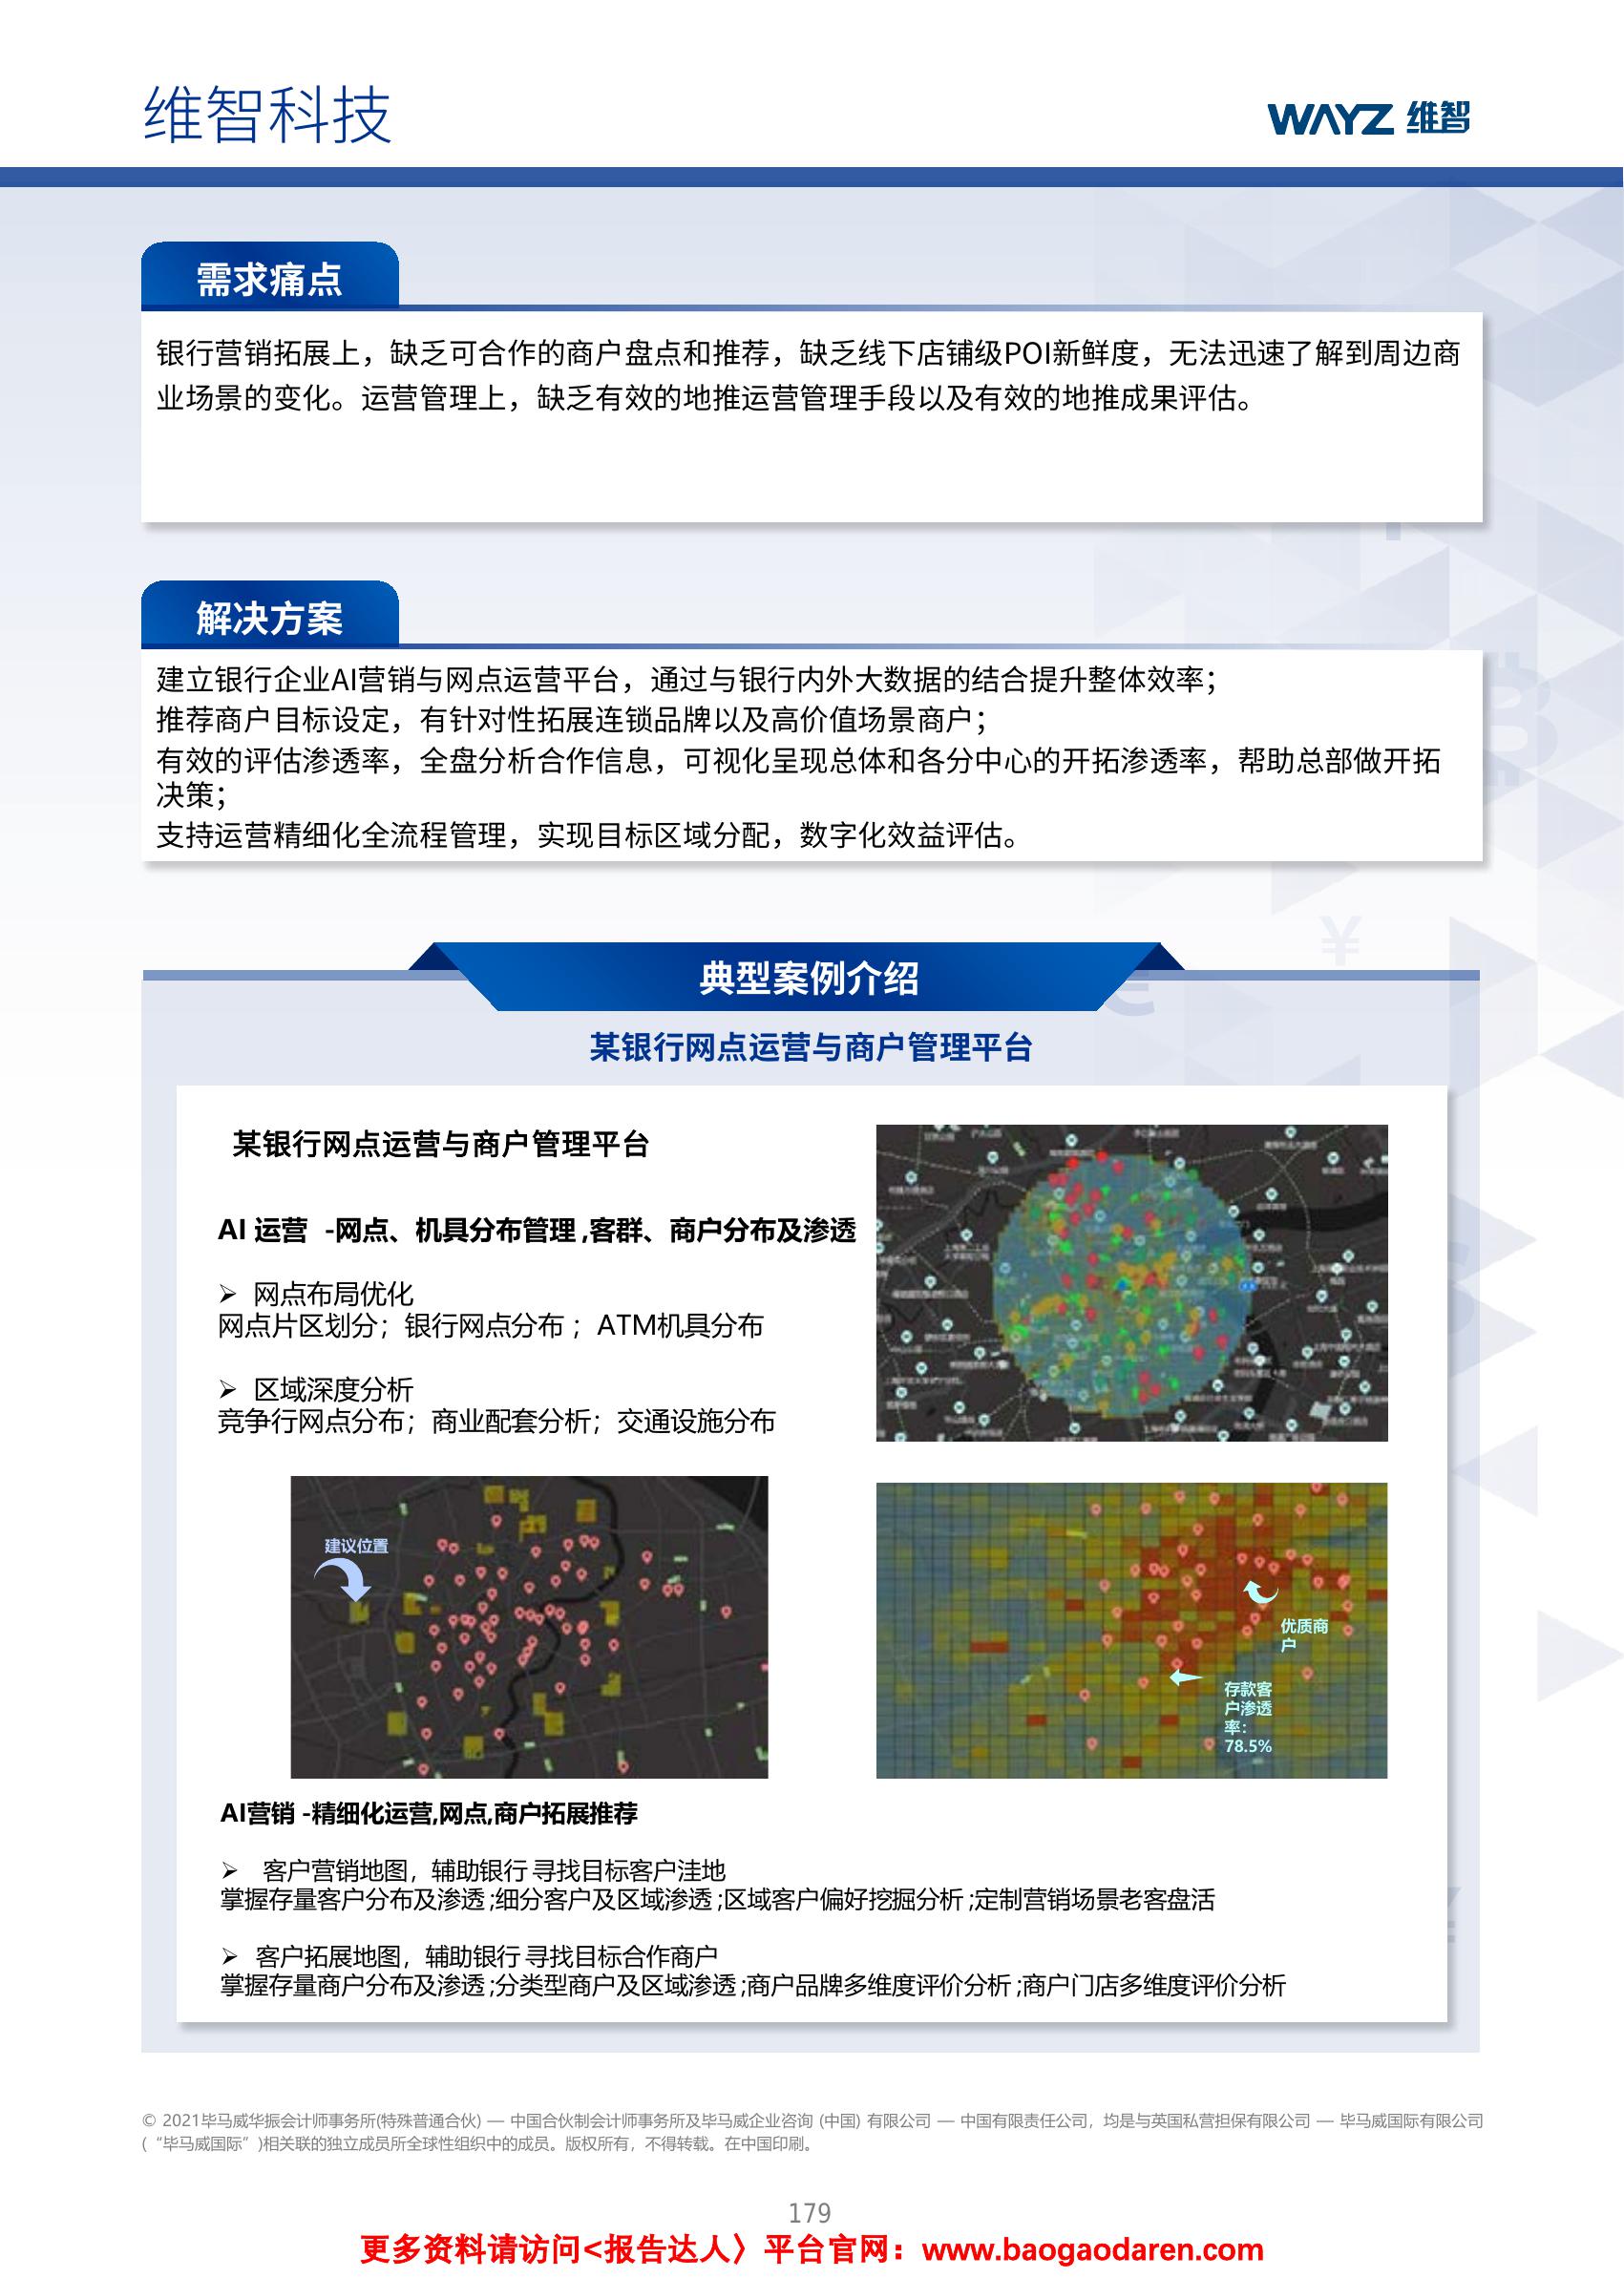 维智科技
WAYZ 维智
需求痛点
银行营销拓展上，缺乏可合作的商户盘点和推荐，缺乏线下店铺级POI新鲜度，无法迅速了解到周边商
业场景的变化。运营管理上，缺乏有效的地推运营管理手段以及有效的地推成果评估。
解决方案
建立银行企业AI营销与网点运营平台，通过与银行内外大数据的结合提升整体效率；
推荐商户目标设定，有针对性拓展连锁品牌以及高价值场景商户；
有效的评估渗透率，全盘分析合作信息，可视化呈现总体和各分中心的开拓渗透率，帮助总部做开拓
决策；
支持运营精细化全流程管理，实现目标区域分配，数字化效益评估。
典型案例介绍
某银行网点运营与商户管理平台
某银行网点运营与商户管理平台
AI 运营 -网点、机具分布管理,客群、商户分布及渗透
➢ 网点布局优化
网点片区划分；银行网点分布；ATM机具分布
➢ 区域深度分析
竞争行网点分布；商业配套分析；交通设施分布
建议位置
优质商
户
存款客
户渗透
率：
78.5%
AI营销 -精细化运营,网点,商户拓展推荐
➢ 客户营销地图，辅助银行寻找目标客户洼地
掌握存量客户分布及渗透;细分客户及区域渗透;区域客户偏好挖掘分析;定制营销场景老客盘活
➢ 客户拓展地图，辅助银行寻找目标合作商户
掌握存量商户分布及渗透;分类型商户及区域渗透;商户品牌多维度评价分析;商户门店多维度评价分析
© 2021毕马威华振会计师事务所(特殊普通合伙) — 中国合伙制会计师事务所及毕马威企业咨询 (中国) 有限公司 — 中国有限责任公司，均是与英国私营担保有限公司 — 毕马威国际有限公司
(“毕马威国际”)相关联的独立成员所全球性组织中的成员。版权所有，不得转载。在中国印刷。
179
更多资料请访问<报告达人〉平台官网：www.baogaodaren.com